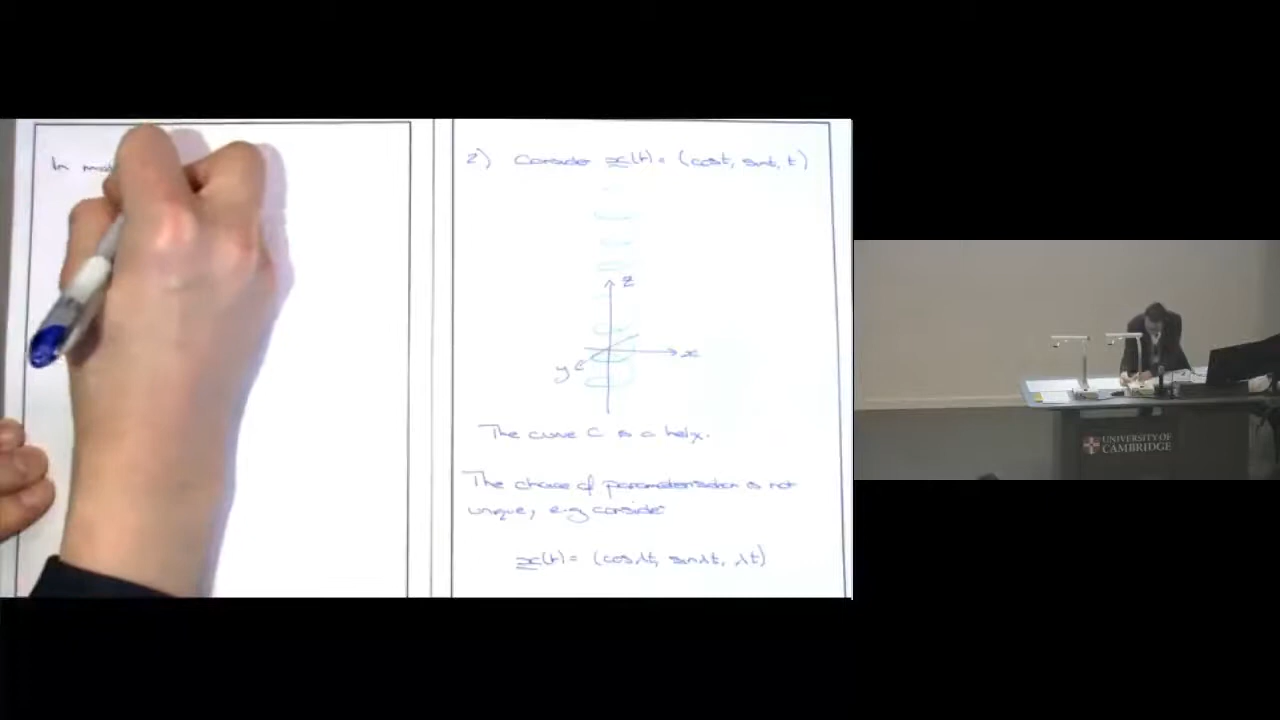 In
2) Consider x(t) = (cost, sint, t)
z
x
y
The curve C is a helix.
The choice of parameterisation is not
unique, e.g consider
x(t) = (cosλt, sinλt, λt)
UNIVERSITY OF
CAMBRIDGE